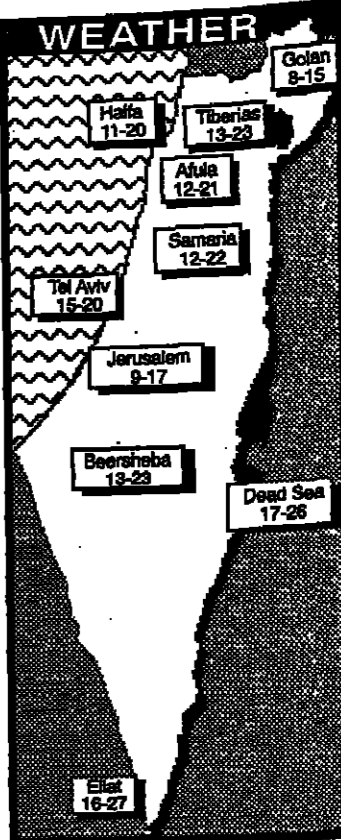 WEATHER
Golan
8-15
Haifa
11-20
Tiberias
13-23
Afula
12-21
Samaria
12-22
Tel Aviv
15-20
Jerusalem
9-17
Beersheba
13-23
Dead Sea
17-26
Eilat
16-27